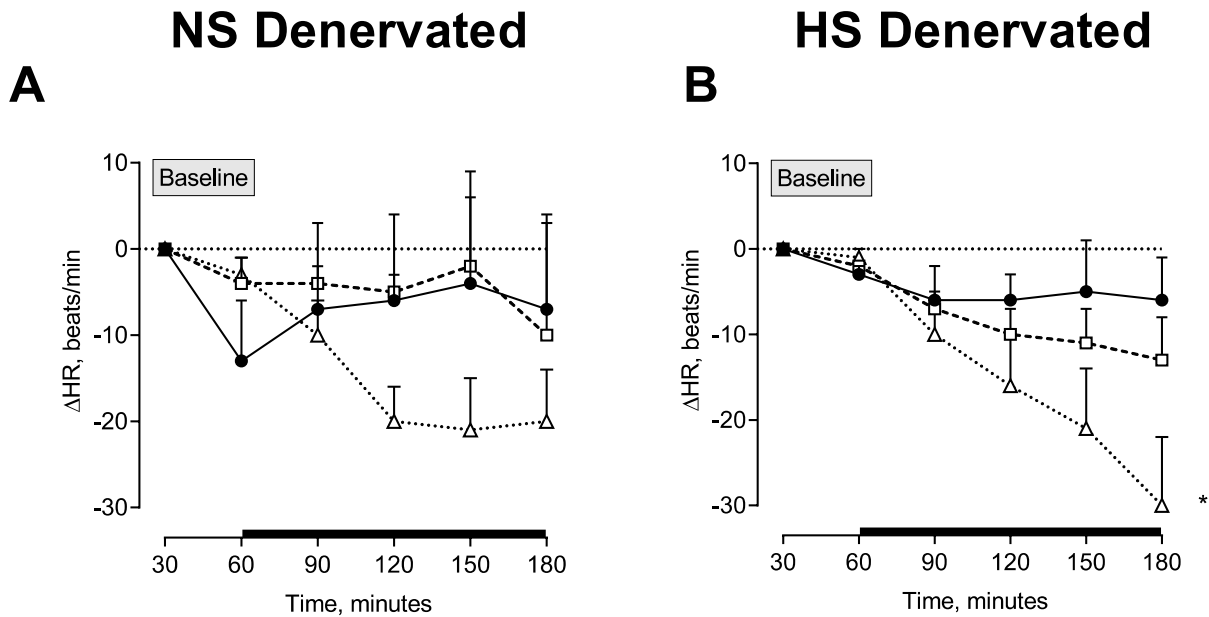 NS Denervated
HS Denervated
A
B
10
0
-10
-20
-30
ΔHR, beats/min
Baseline
30 60 90 120 150 180
Time, minutes
10
0
-10
-20
-30
ΔHR, beats/min
Baseline
*
30 60 90 120 150 180
Time, minutes